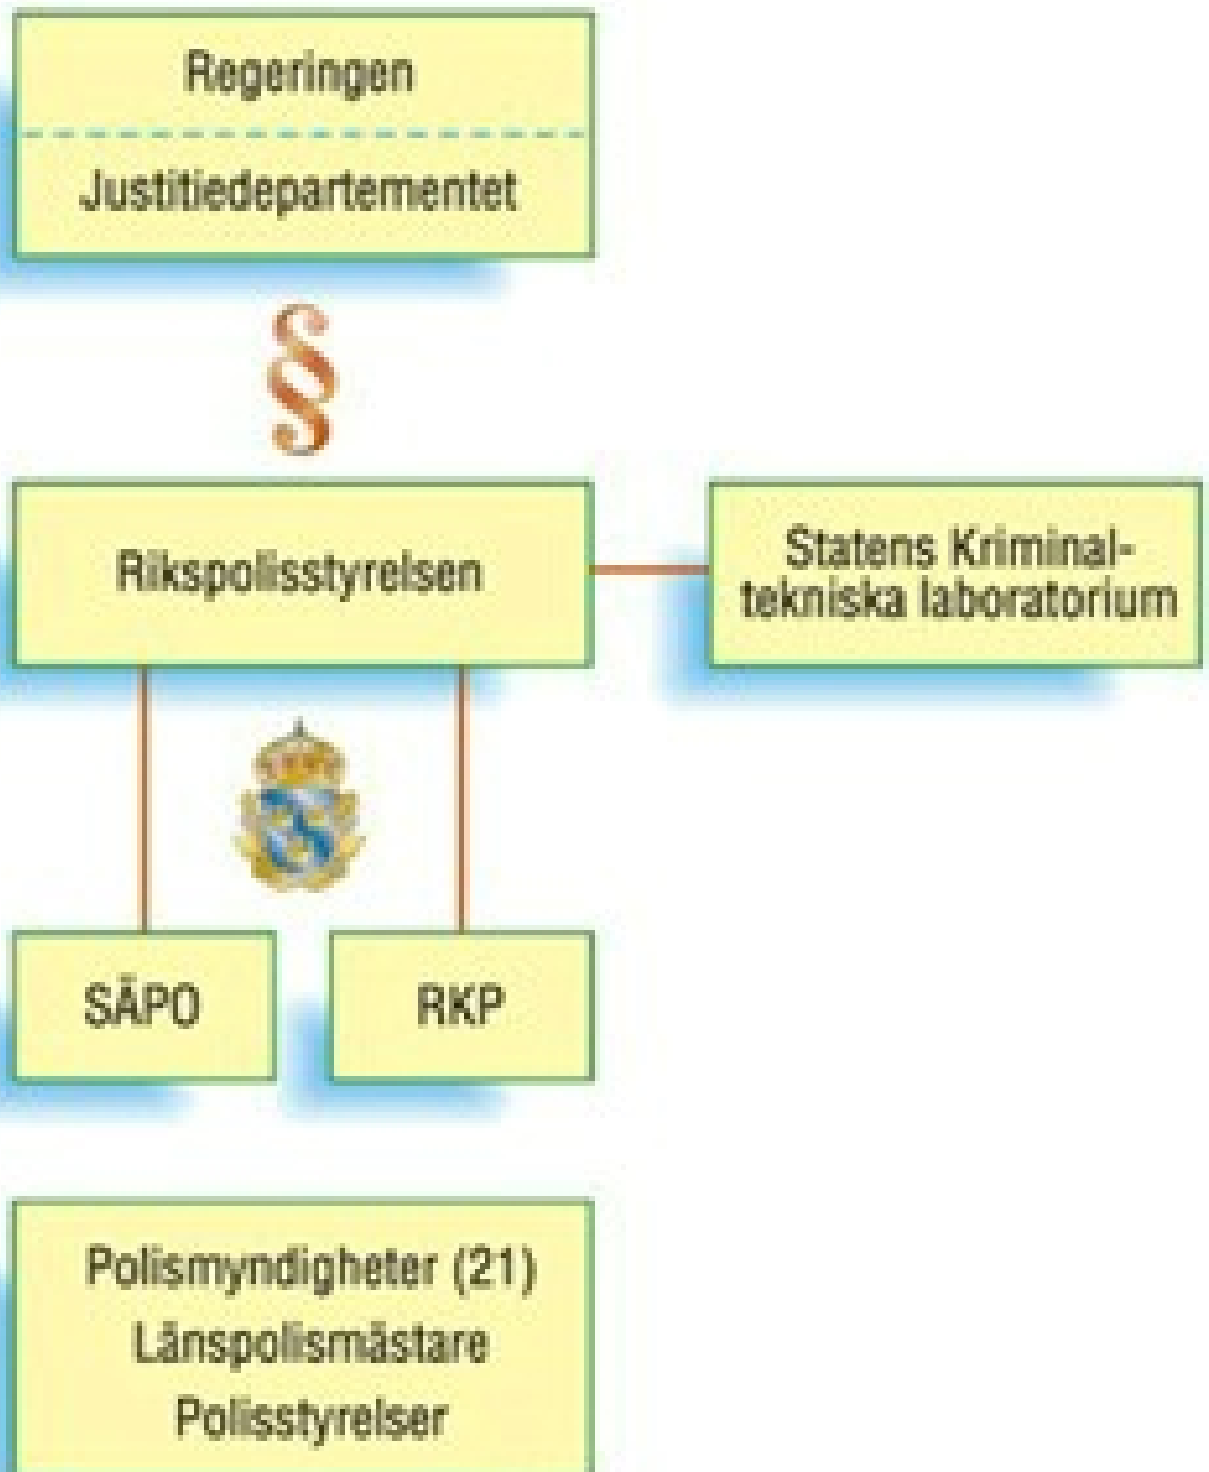 Regeringen
Justitiedepartementet
§
Rikspolisstyrelsen
Statens Kriminal-
tekniska laboratorium
SÄPO
RKP
Polismyndigheter (21)
Länspolismästare
Polisstyrelser